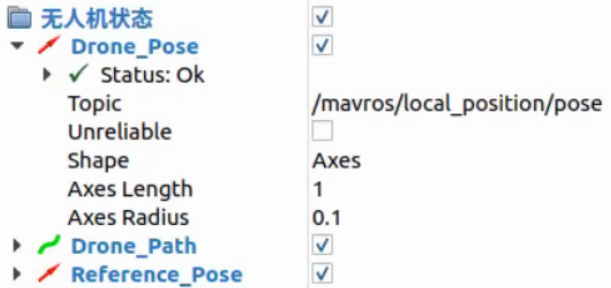 无人机状态
Drone_Pose
Status: Ok
Topic /mavros/local_position/pose
Unreliable
Shape Axes
Axes Length 1
Axes Radius 0.1
Drone_Path
Reference_Pose